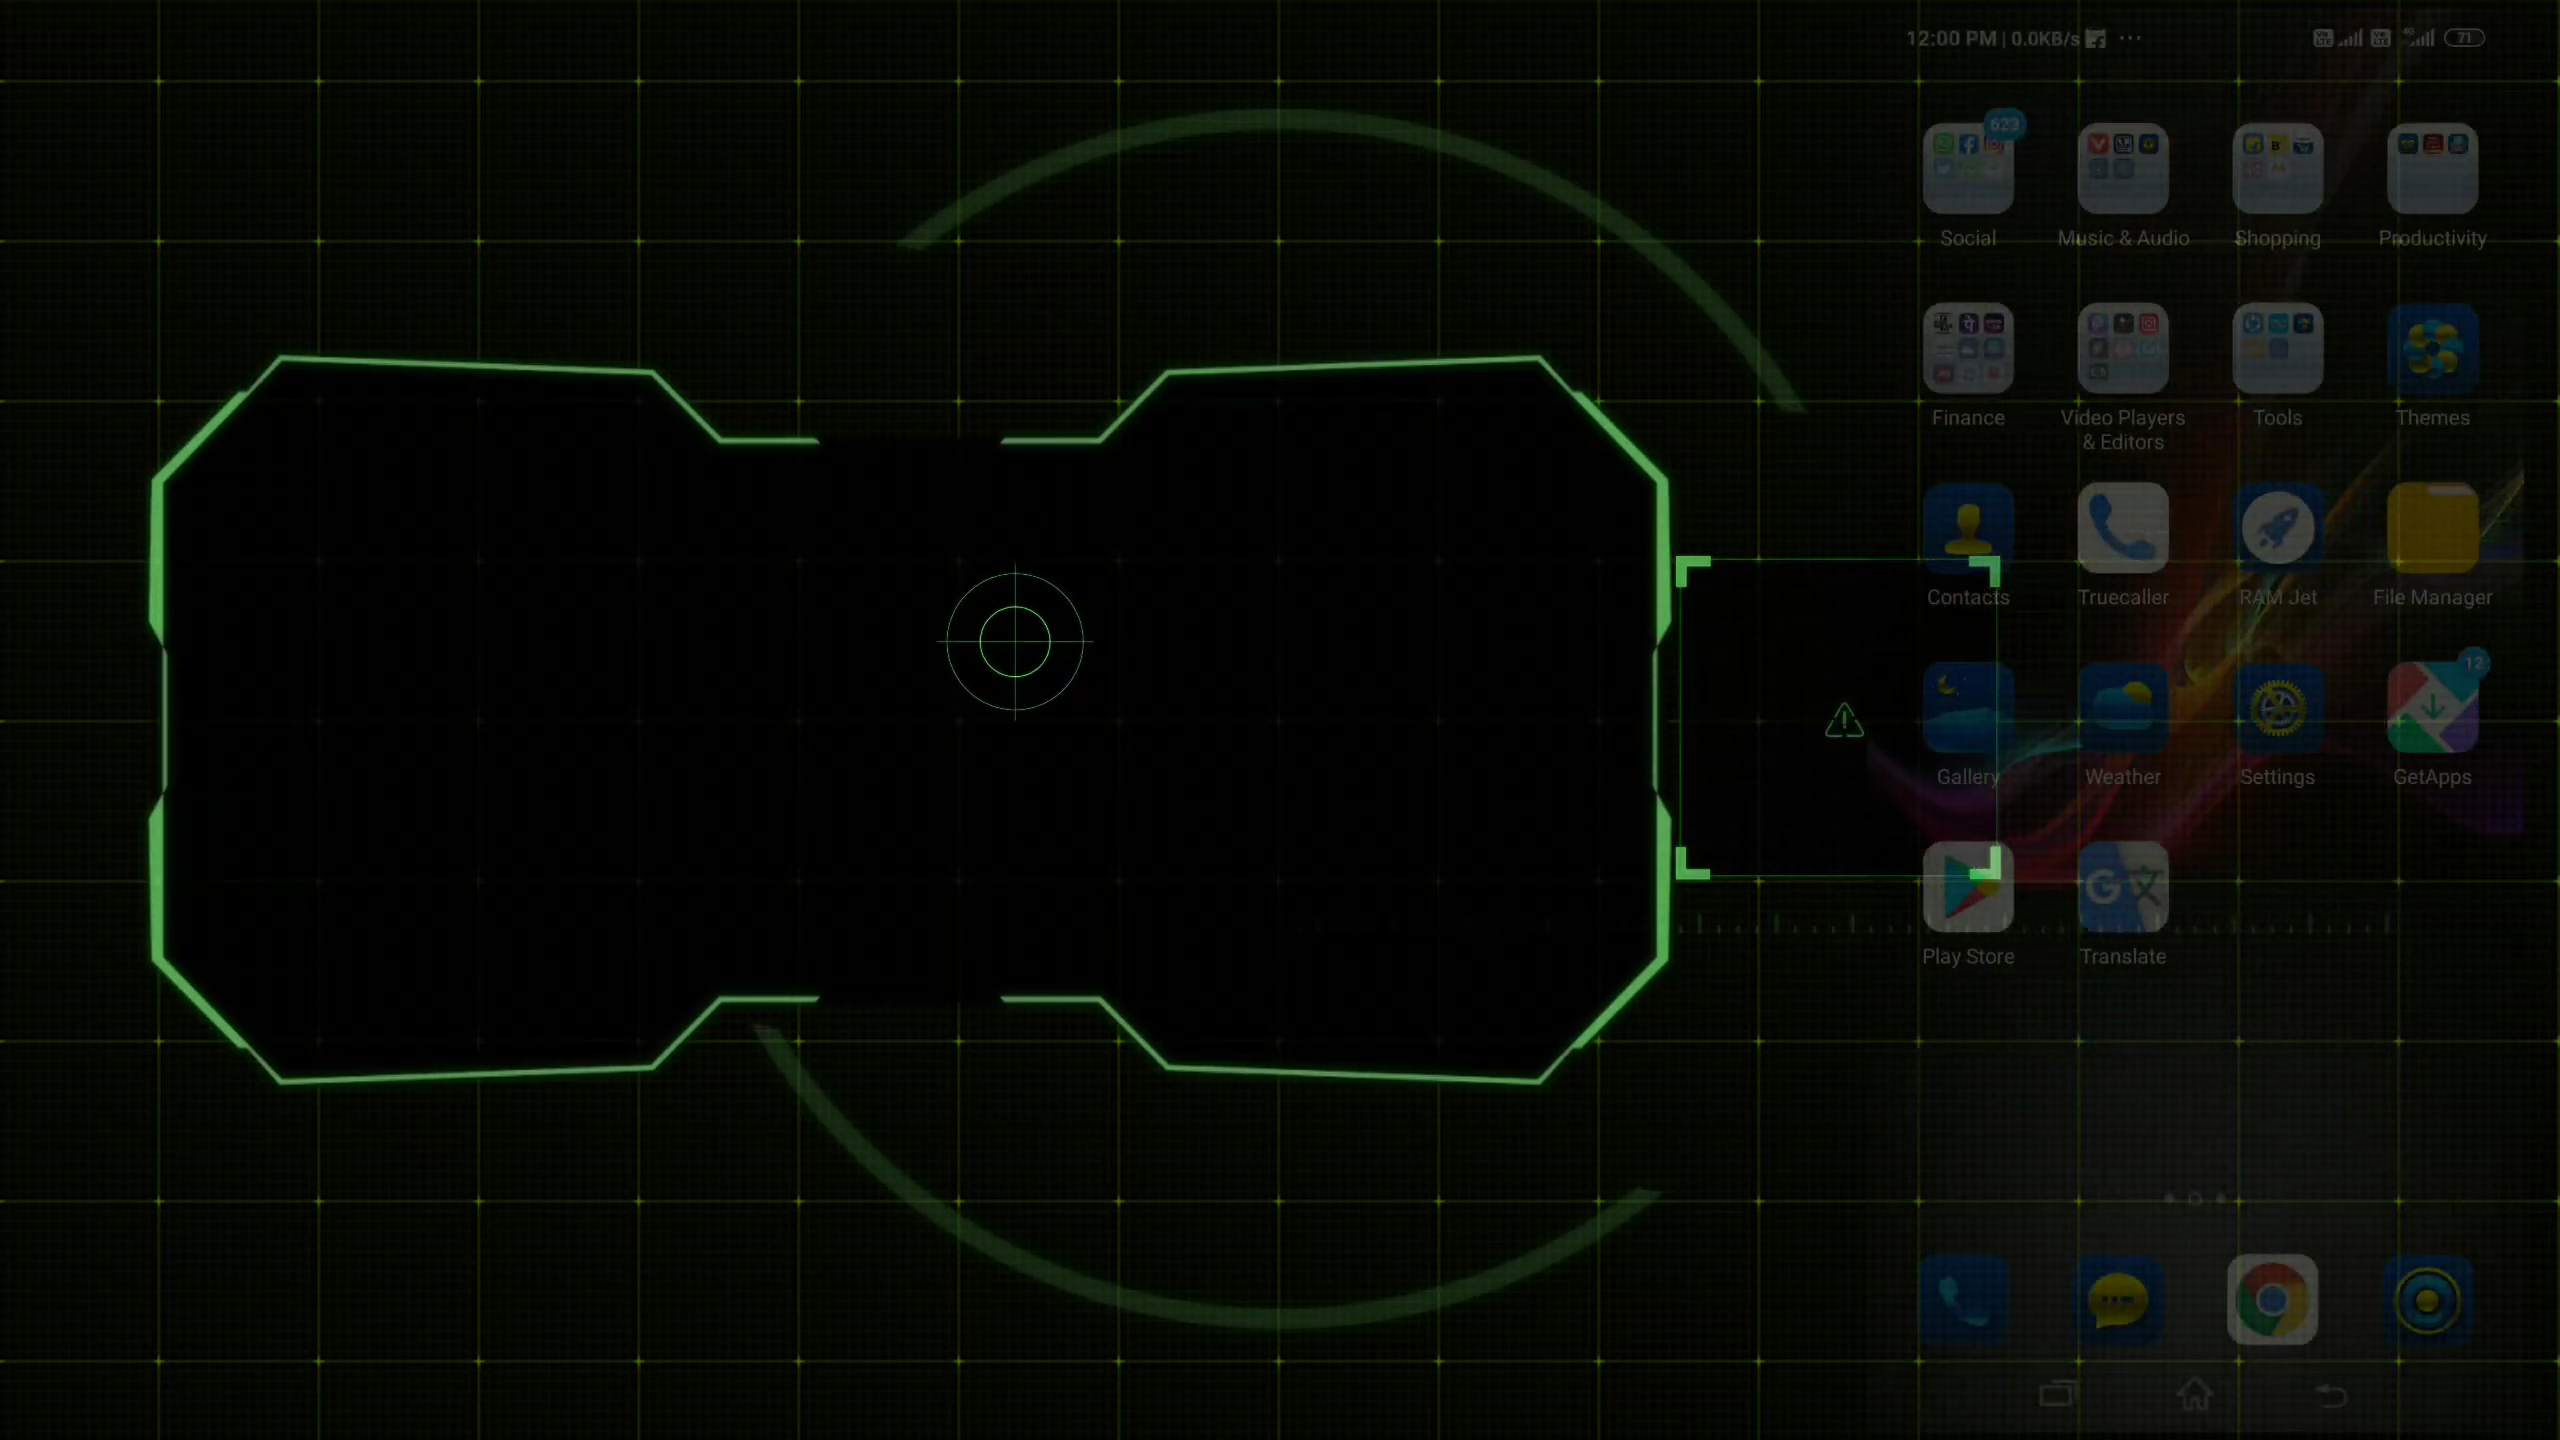 12:00 PM | 0.0KB/s ...
71
623
Social
Music & Audio
Shopping
Productivity
Finance
Video Players
& Editors
Tools
Themes
Contacts
Truecaller
RAM Jet
File Manager
12
Gallery
Weather
Settings
GetApps
Play Store
Translate